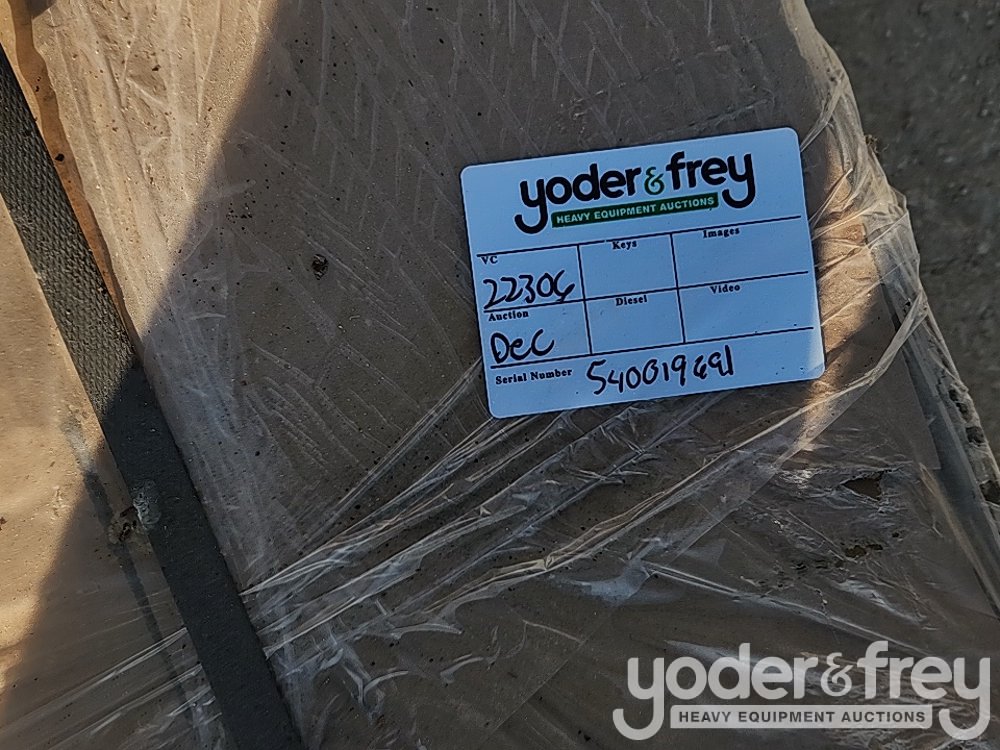 yoder&frey
HEAVY EQUIPMENT AUCTIONS
VC Keys Images
22306
Auction Diesel Video
Dec
Serial Number 540019691
yoder&frey
HEAVY EQUIPMENT AUCTIONS